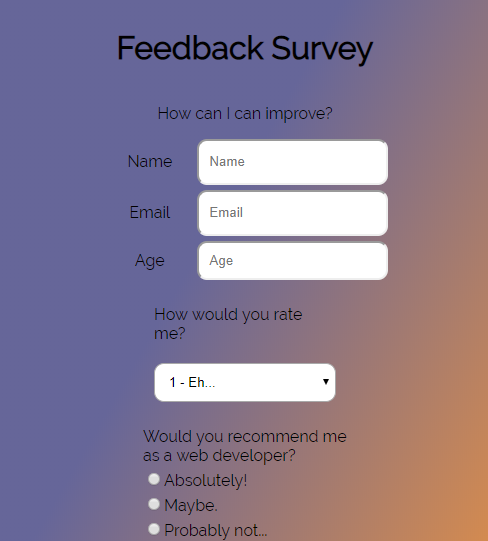 Feedback Survey
How can I can improve?
Name Name
Email Email
Age Age
How would you rate
me?
1 - Eh...
Would you recommend me
as a web developer?
Absolutely!
Maybe.
Probably not...